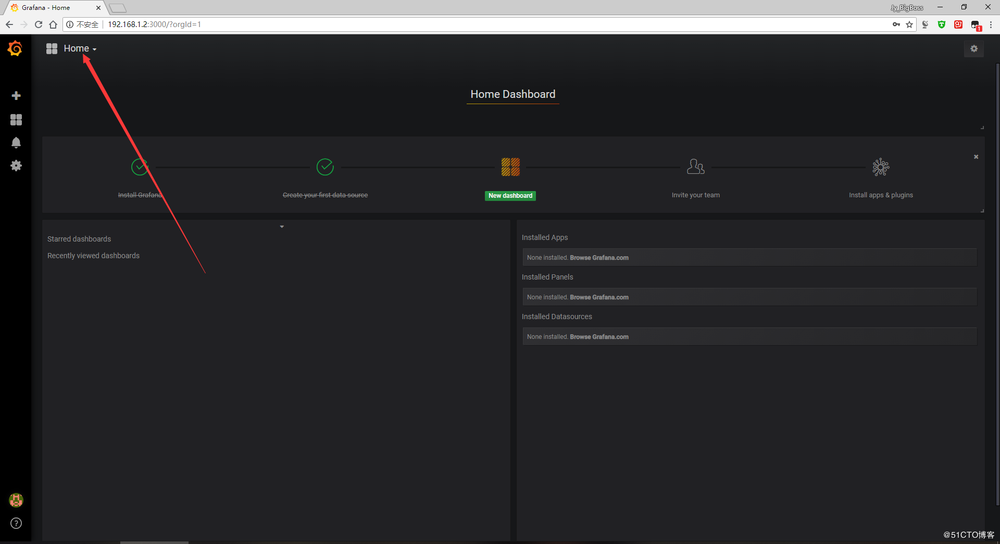 Grafana - Home
Jy_BigBoss
不安全 192.168.1.2:3000/?orgId=1
1
Home
Home Dashboard
Install Grafana
Create your first data source
New dashboard
Invite your team
Install apps & plugins
Starred dashboards
Recently viewed dashboards
Installed Apps
None installed. Browse Grafana.com
Installed Panels
None installed. Browse Grafana.com
Installed Datasources
None installed. Browse Grafana.com
?
@51CTO博客